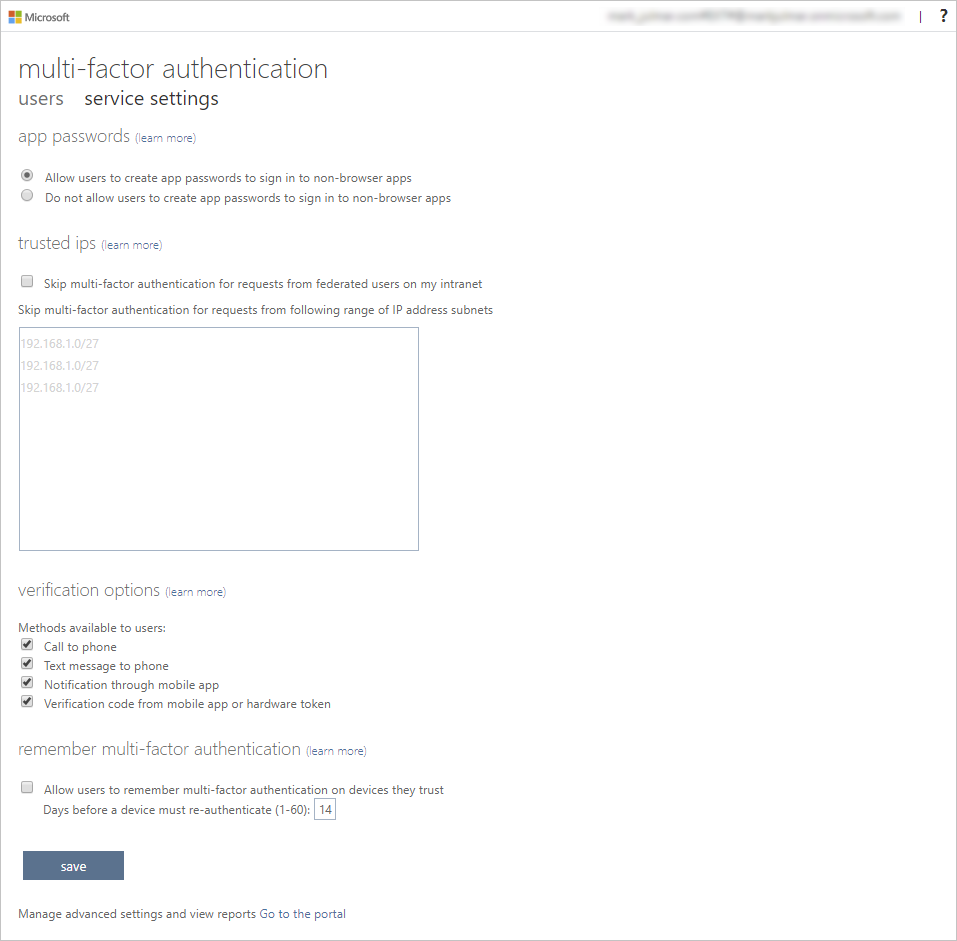 Microsoft
?
multi-factor authentication
users service settings
app passwords (learn more)
Allow users to create app passwords to sign in to non-browser apps
Do not allow users to create app passwords to sign in to non-browser apps
trusted ips (learn more)
Skip multi-factor authentication for requests from federated users on my intranet
Skip multi-factor authentication for requests from following range of IP address subnets
192.168.1.0/27
192.168.1.0/27
192.168.1.0/27
verification options (learn more)
Methods available to users:
Call to phone
Text message to phone
Notification through mobile app
Verification code from mobile app or hardware token
remember multi-factor authentication (learn more)
Allow users to remember multi-factor authentication on devices they trust
Days before a device must re-authenticate (1-60): 14
save
Manage advanced settings and view reports Go to the portal